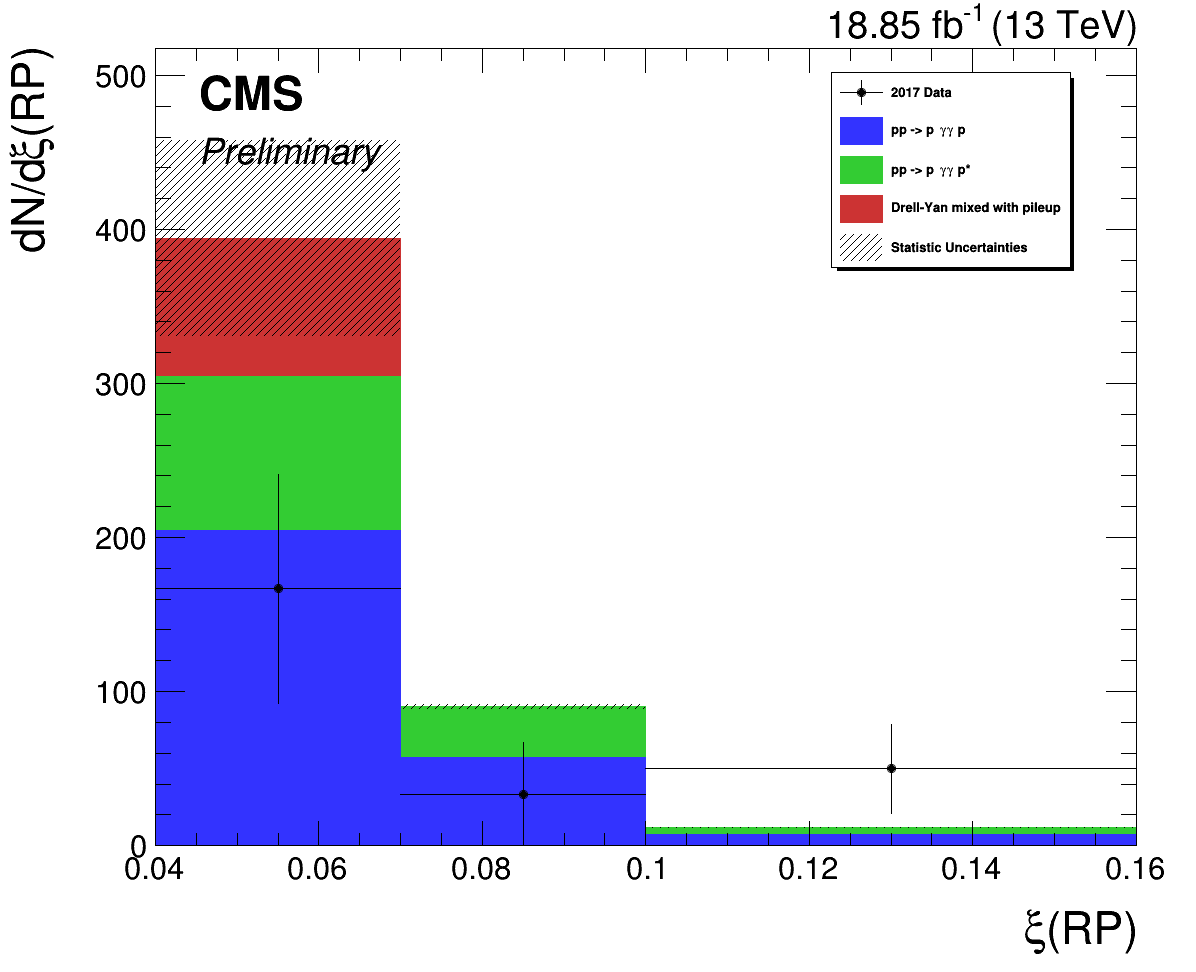 18.85 fb⁻¹ (13 TeV)
dN/dξ(RP)
CMS
Preliminary
2017 Data
pp -> p γγ p
pp -> p γγ p*
Drell-Yan mixed with pileup
Statistic Uncertainties
500
400
300
200
100
0
0.04 0.06 0.08 0.1 0.12 0.14 0.16
ξ(RP)